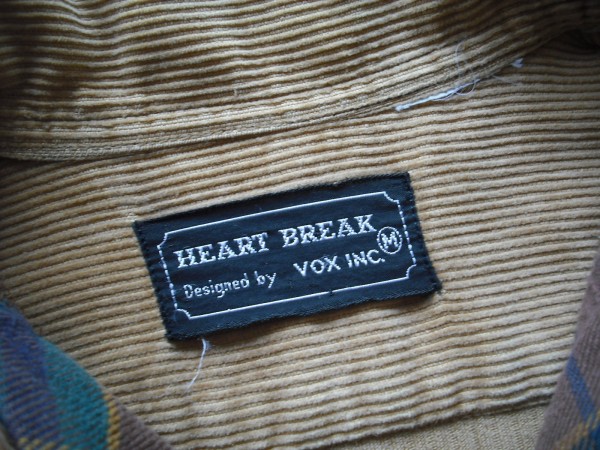 HEART BREAK
Designed by VOX INC. M